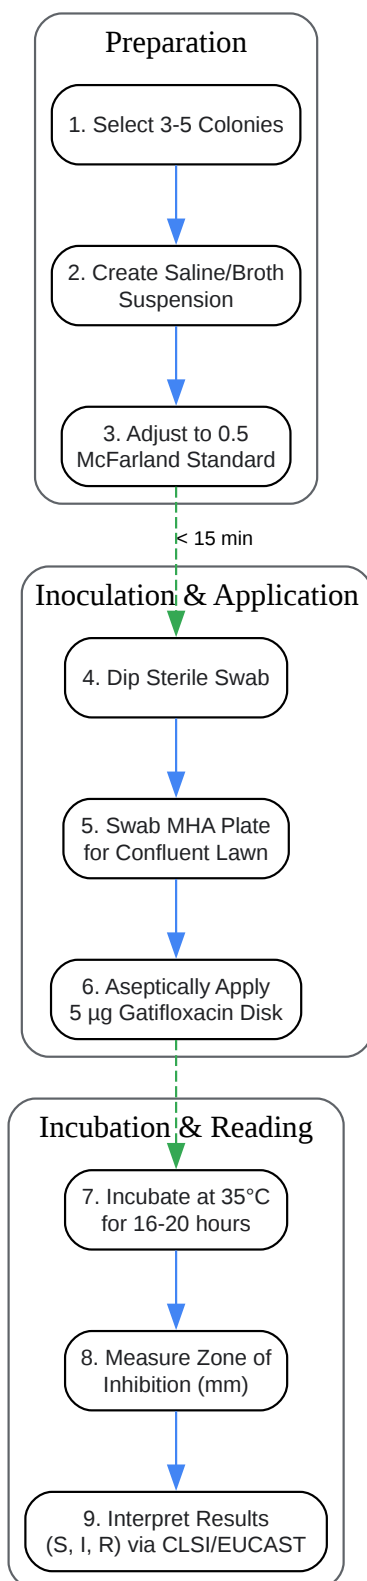 Preparation
1. Select 3-5 Colonies
2. Create Saline/Broth
Suspension
3. Adjust to 0.5
McFarland Standard
< 15 min
Inoculation & Application
4. Dip Sterile Swab
5. Swab MHA Plate
for Confluent Lawn
6. Aseptically Apply
5 µg Gatifloxacin Disk
Incubation & Reading
7. Incubate at 35°C
for 16-20 hours
8. Measure Zone of
Inhibition (mm)
9. Interpret Results
(S, I, R) via CLSI/EUCAST